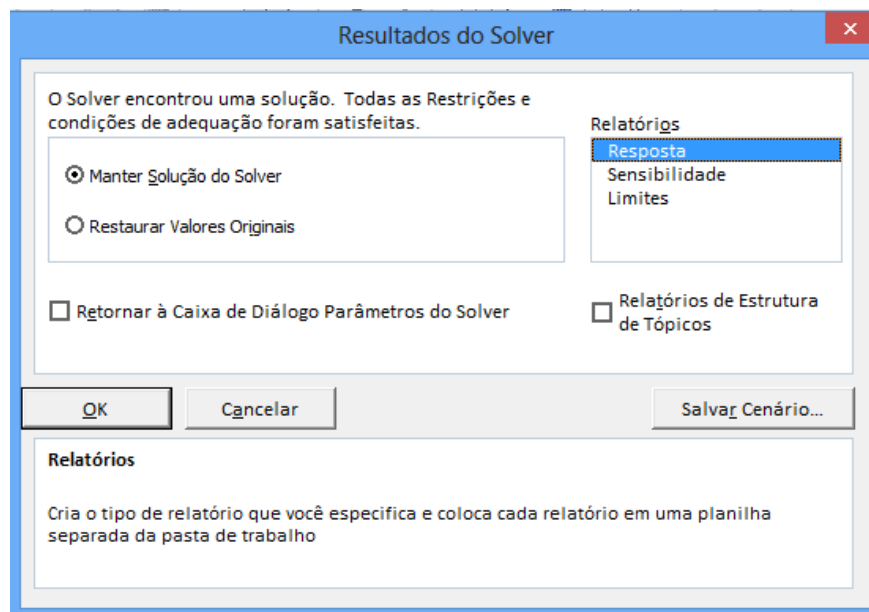 Resultados do Solver
O Solver encontrou uma solução. Todas as Restrições e
condições de adequação foram satisfeitas.
Manter Solução do Solver
Restaurar Valores Originais
Relatórios
Resposta
Sensibilidade
Limites
Retornar à Caixa de Diálogo Parâmetros do Solver
Relatórios de Estrutura
de Tópicos
OK
Cancelar
Salvar Cenário...
Relatórios
Cria o tipo de relatório que você especifica e coloca cada relatório em uma planilha
separada da pasta de trabalho